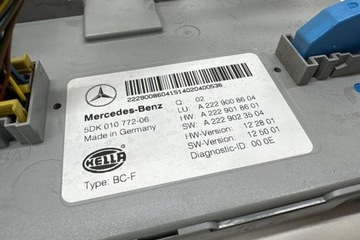 22290086041514020400536
Mercedes-Benz
5DK 010 772-06
Made in Germany
HELLA
Type: BC-F
Q: 02
LU: A 222 900 86 04
HW: A 222 901 86 01
SW: A 222 902 35 04
HW-Version: 12 28 01
SW-Version: 12 50 01
Diagnostic-ID: 00 0E